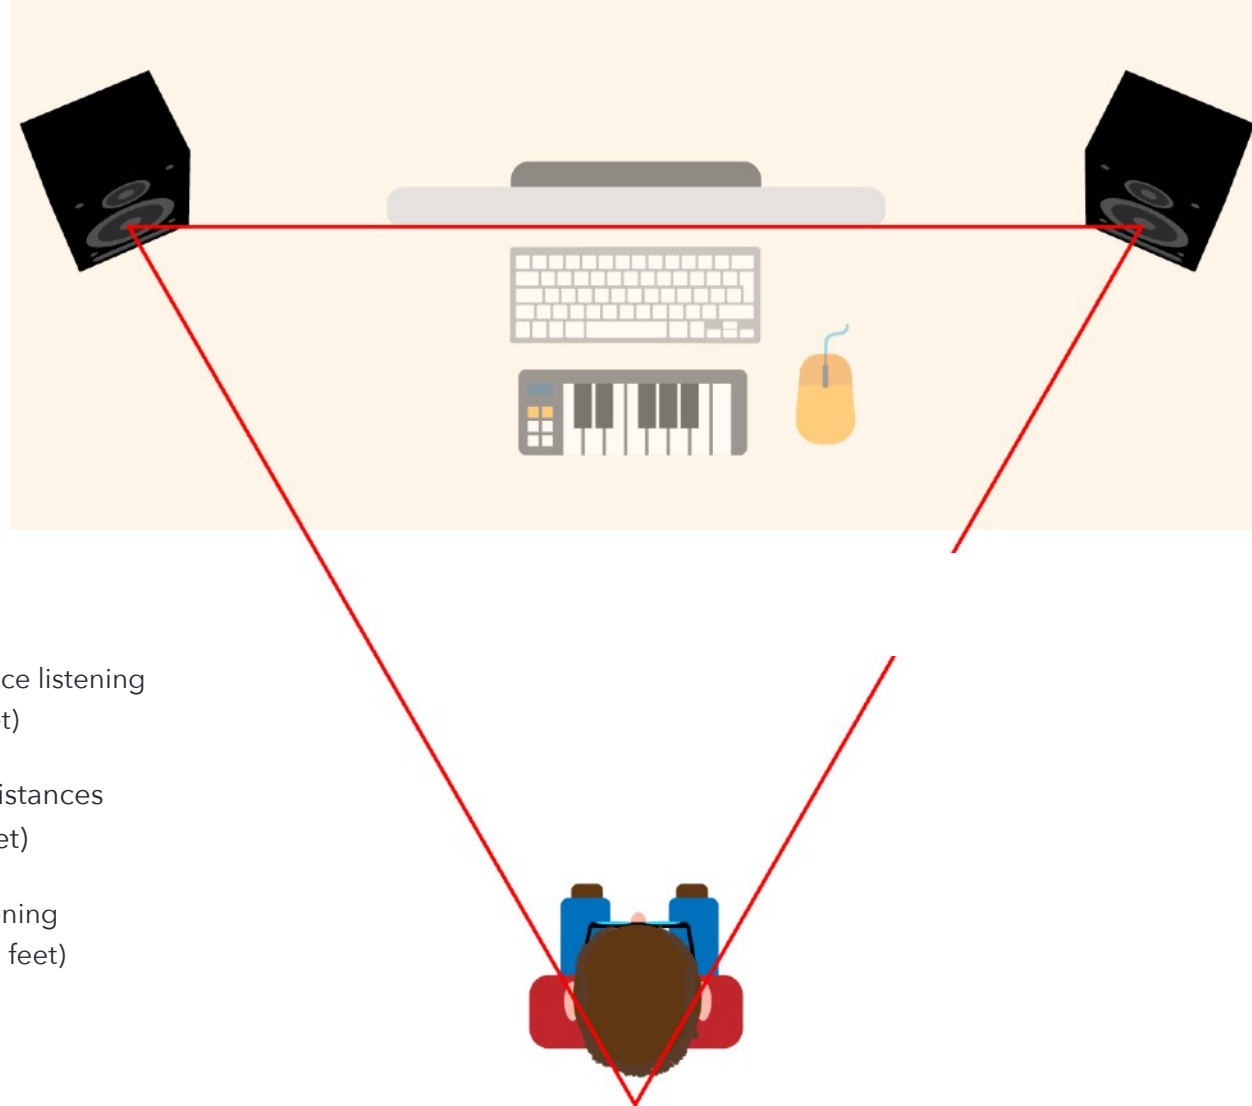 ce listening
t)
istances
et)
ning
feet)